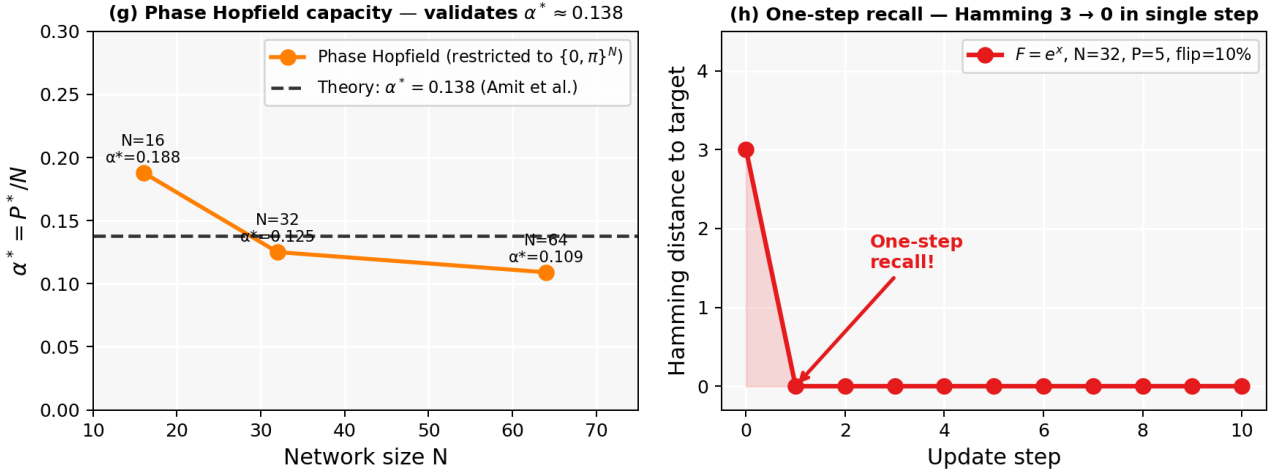 (g) Phase Hopfield capacity — validates α* ≈ 0.138
0.30
0.25
0.20
0.15
0.10
0.05
0.00
α* = P*/N
Phase Hopfield (restricted to {0, π}^N)
Theory: α* = 0.138 (Amit et al.)
N=16
α*=0.188
N=32
α*=0.125
N=64
α*=0.109
10 20 30 40 50 60 70
Network size N
(h) One-step recall — Hamming 3 → 0 in single step
4
3
2
1
0
Hamming distance to target
F = e^x, N=32, P=5, flip=10%
One-step
recall!
0 2 4 6 8 10
Update step